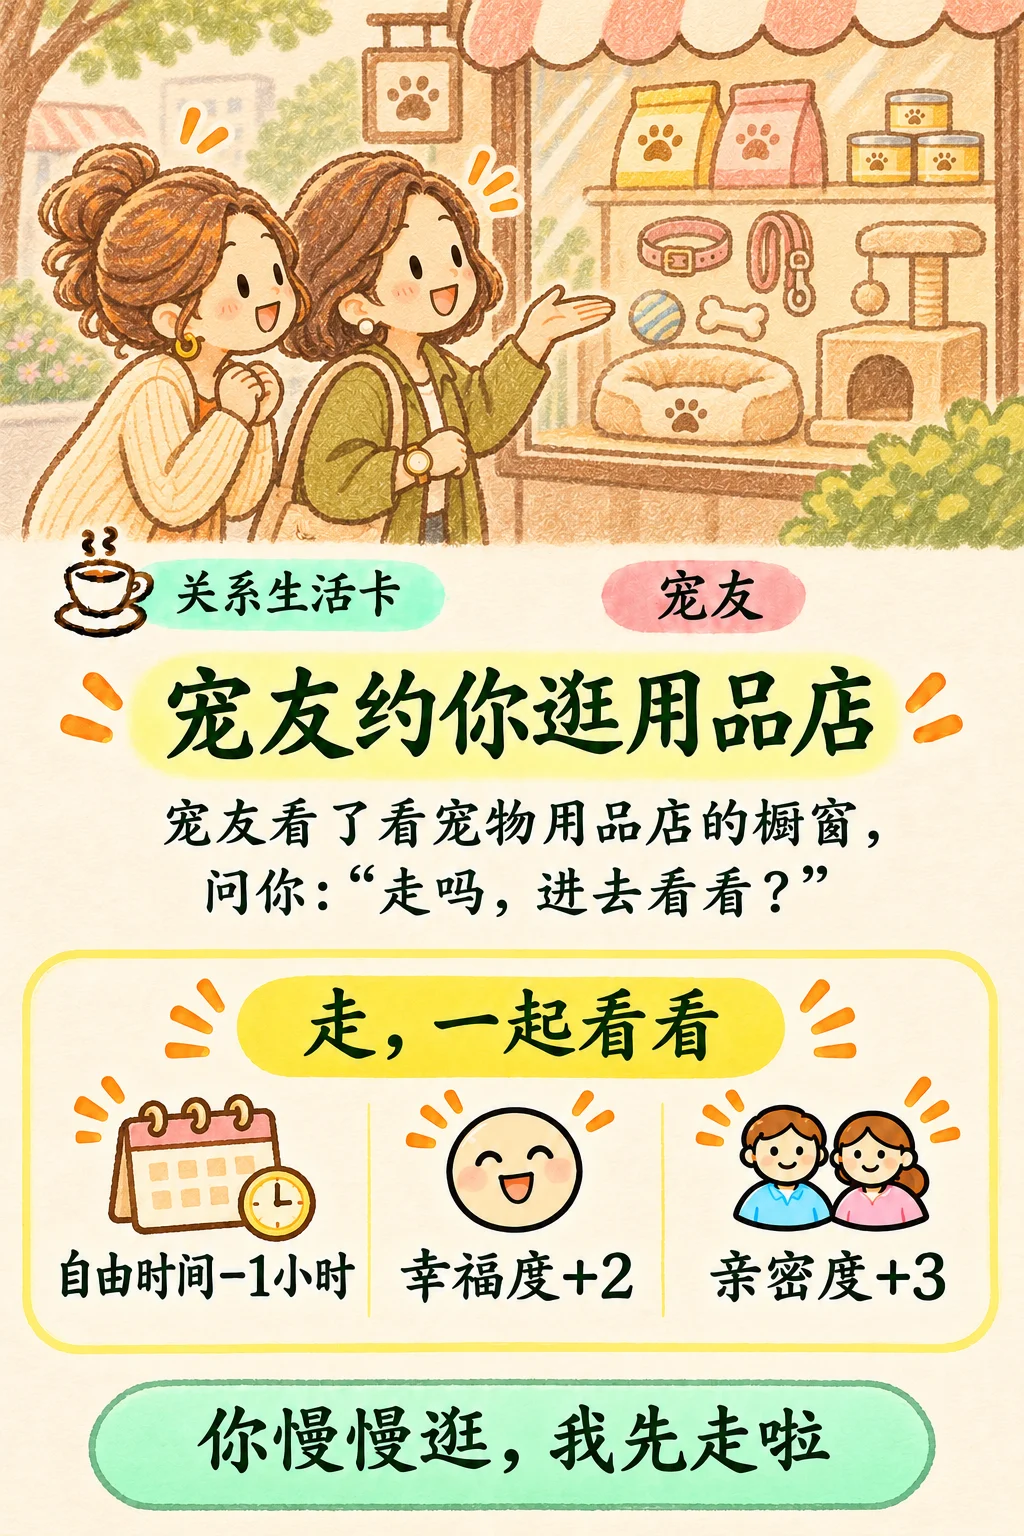 关系生活卡
宠友
宠友约你逛用品店
宠友看了看宠物用品店的橱窗，
问你：“走吗，进去看看？”
走，一起看看
自由时间-1小时
幸福度+2
亲密度+3
你慢慢逛，我先走啦